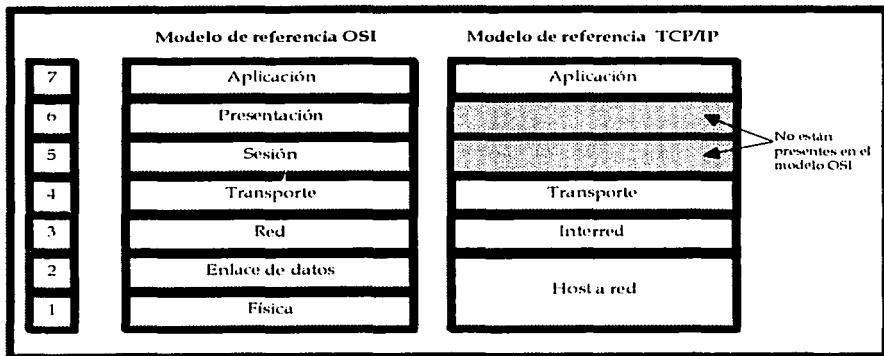 Modelo de referencia OSI Modelo de referencia TCP/IP
7 Aplicación Aplicación
6 Presentación
5 Sesión
No están
presentes en el
modelo OSI
4 Transporte Transporte
3 Red Interred
2 Enlace de datos
Host a red
1 Física